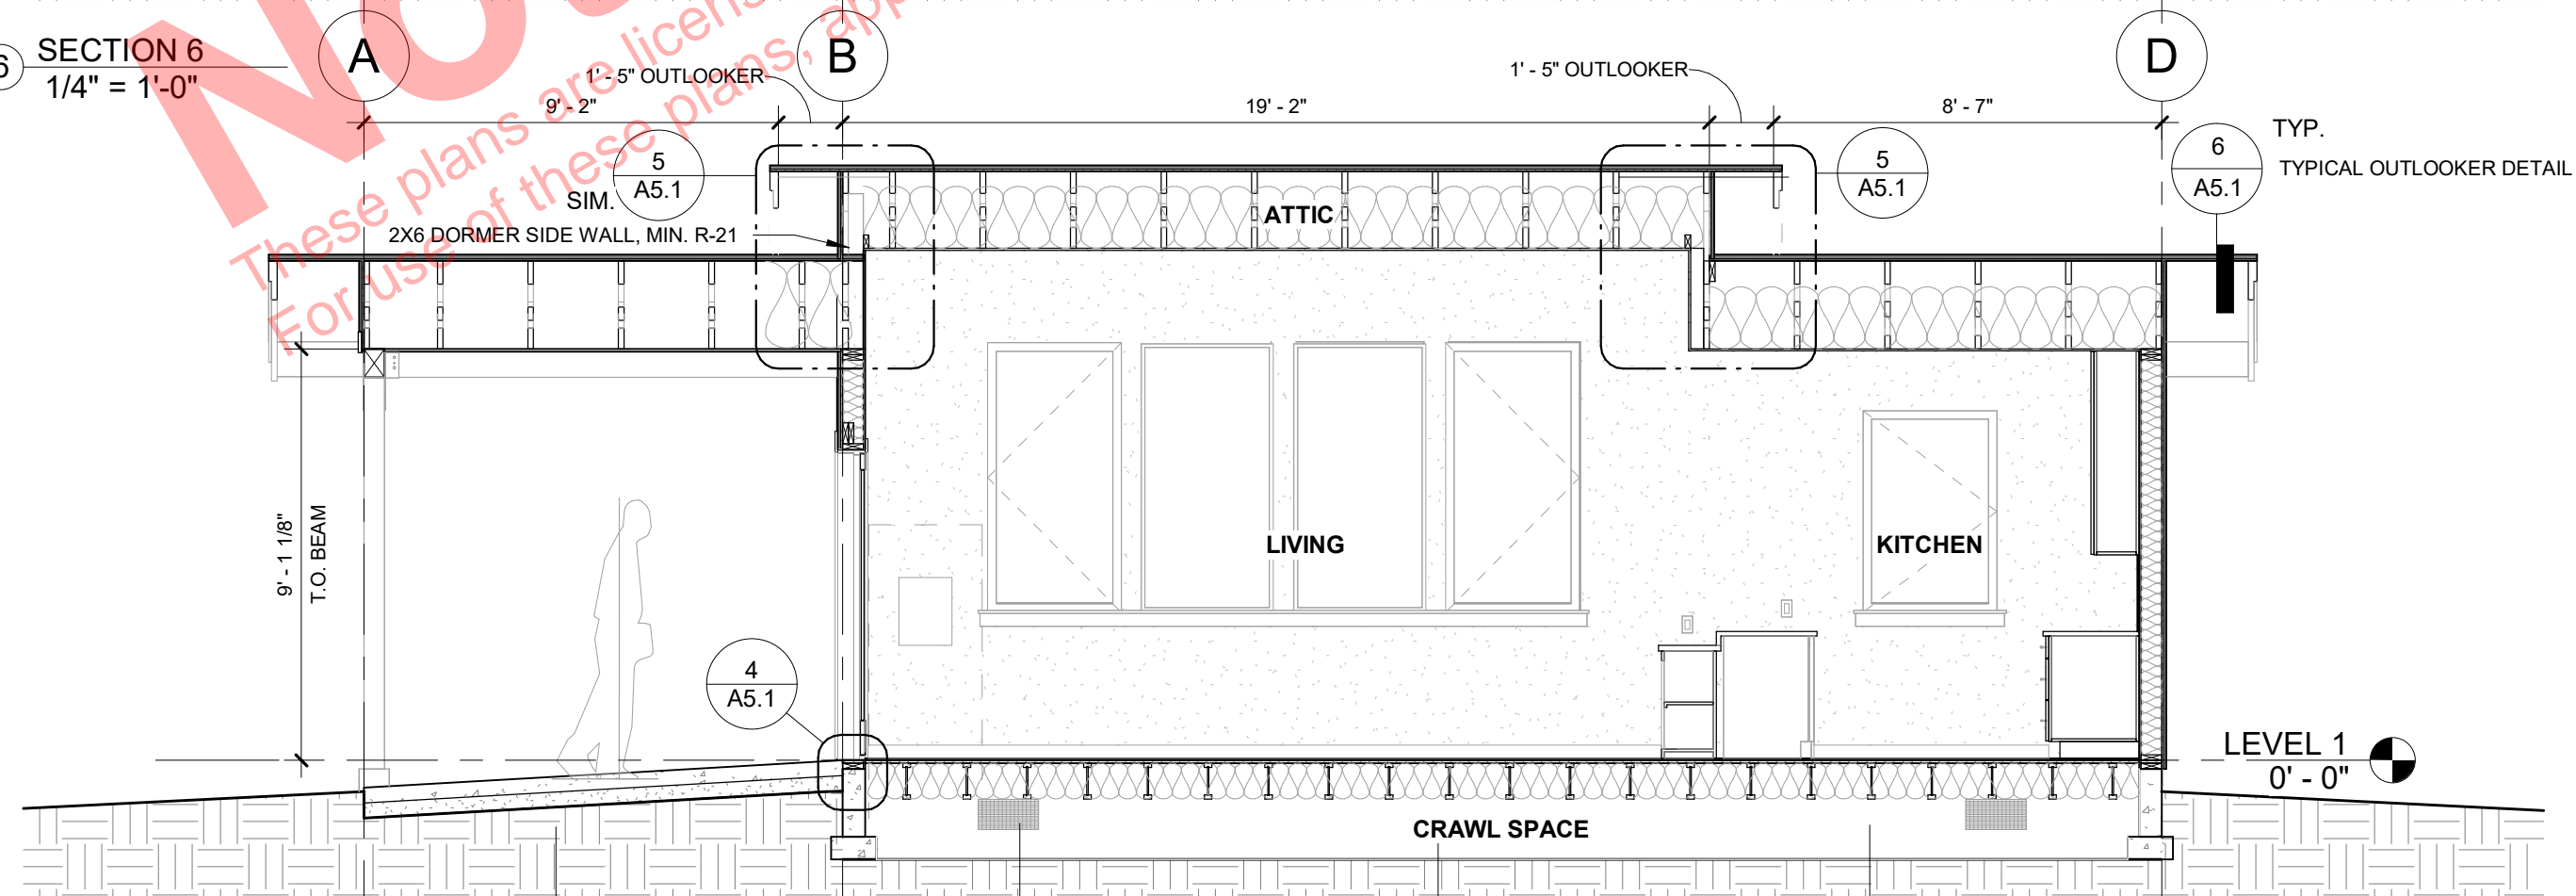 6
SECTION 6
1/4" = 1'-0"
A
B
D
1' - 5" OUTLOOKER
1' - 5" OUTLOOKER
9' - 2"
19' - 2"
8' - 7"
5
A5.1
SIM.
5
A5.1
6
A5.1
TYP.
TYPICAL OUTLOOKER DETAIL
2X6 DORMER SIDE WALL, MIN. R-21
ATTIC
These plans are licens
For use of these plans, app
9' - 1 1/8"
T.O. BEAM
LIVING
KITCHEN
4
A5.1
LEVEL 1
0' - 0"
CRAWL SPACE